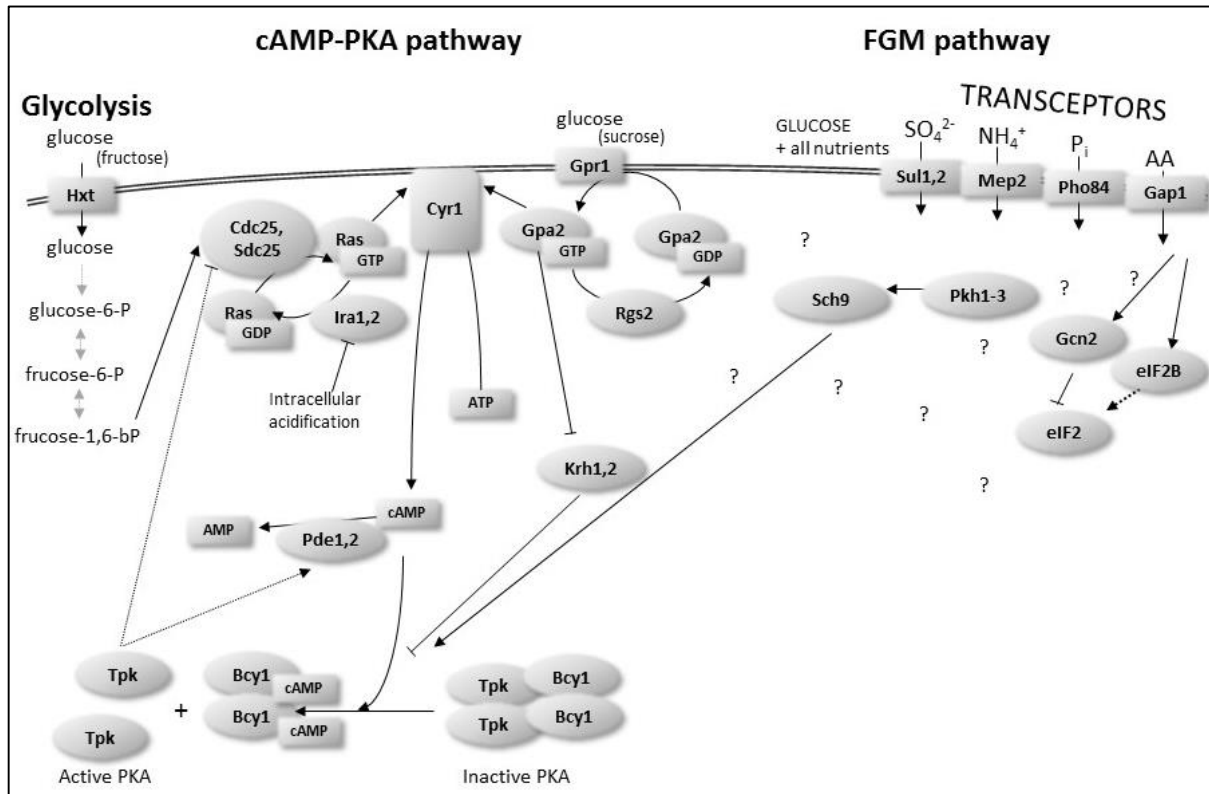 cAMP-PKA pathway
FGM pathway
Glycolysis
TRANSCEPTORS
glucose
(fructose)
glucose
(sucrose)
GLUCOSE
+ all nutrients
SO₄²⁻
NH₄⁺
Pᵢ
AA
Hxt
Gpr1
Sul1,2
Mep2
Pho84
Gap1
Cdc25,
Sdc25
Ras
GTP
Cyr1
Gpa2
GTP
Gpa2
GDP
?
glucose
?
glucose-6-P
Ras
GDP
Ira1,2
Rgs2
Sch9
Pkh1-3
?
Gcn2
?
eIF2B
frucose-6-P
Intracellular
acidification
ATP
?
?
?
eIF2
frucose-1,6-bP
Krh1,2
?
AMP
cAMP
Pde1,2
Tpk
+
Bcy1
cAMP
Bcy1
cAMP
Tpk
Bcy1
Tpk
Bcy1
Tpk
Active PKA
Inactive PKA